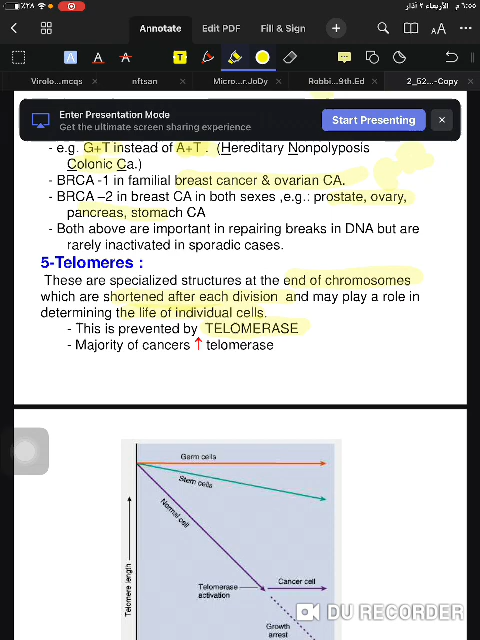 ٦:٥٥ م الأربعاء ٢ آذار
٢٨٪
Annotate
Edit PDF
Fill & Sign
Virolo...mcqs
nftsan
Micro...r.JoDy
Robbi...9th.Ed
2_52...-Copy
Enter Presentation Mode
Get the ultimate screen sharing experience
Start Presenting
- e.g. G+T instead of A+T . (Hereditary Nonpolyposis
Colonic Ca.)
- BRCA -1 in familial breast cancer & ovarian CA.
- BRCA –2 in breast CA in both sexes ,e.g.: prostate, ovary,
pancreas, stomach CA
- Both above are important in repairing breaks in DNA but are
rarely inactivated in sporadic cases.
5-Telomeres :
These are specialized structures at the end of chromosomes
which are shortened after each division and may play a role in
determining the life of individual cells.
- This is prevented by TELOMERASE
- Majority of cancers ↑ telomerase
Germ cells
Stem cells
Normal cell
Telomere length
Telomerase
activation
Cancer cell
Growth
arrest
DU RECORDER